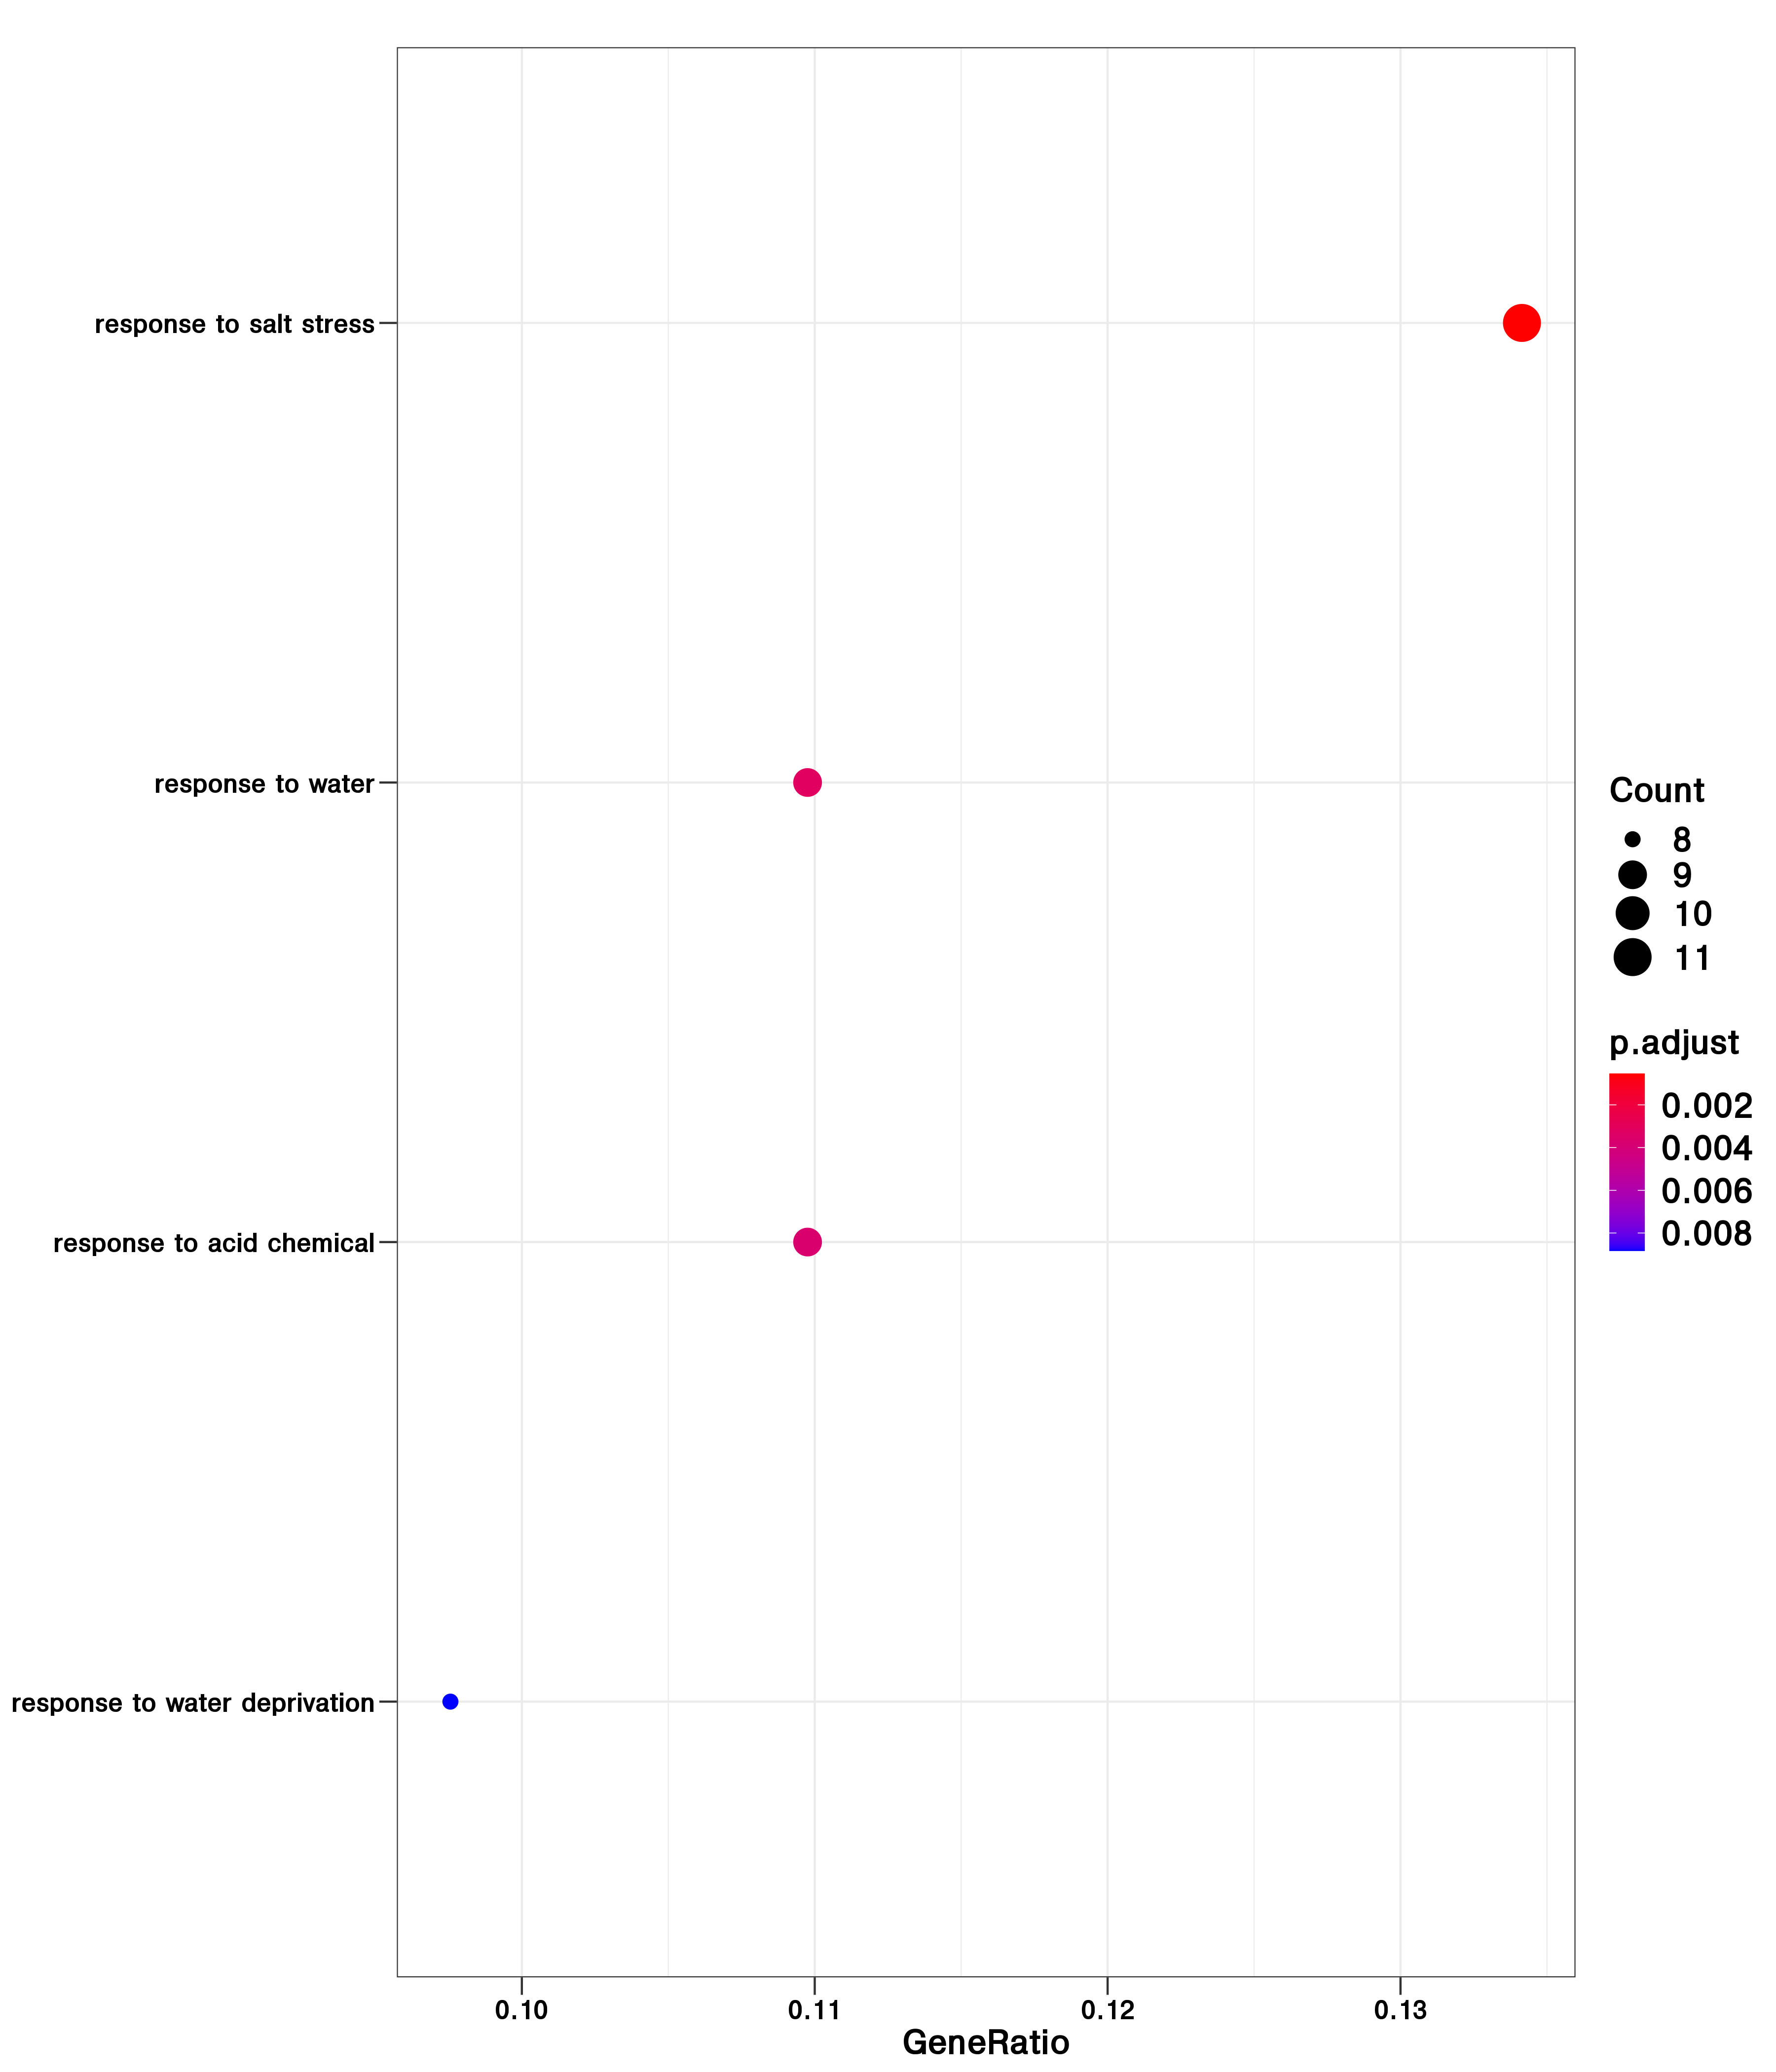 response to salt stress
response to water
response to acid chemical
response to water deprivation
0.10
0.11
0.12
0.13
GeneRatio
Count
8
9
10
11
p.adjust
0.002
0.004
0.006
0.008